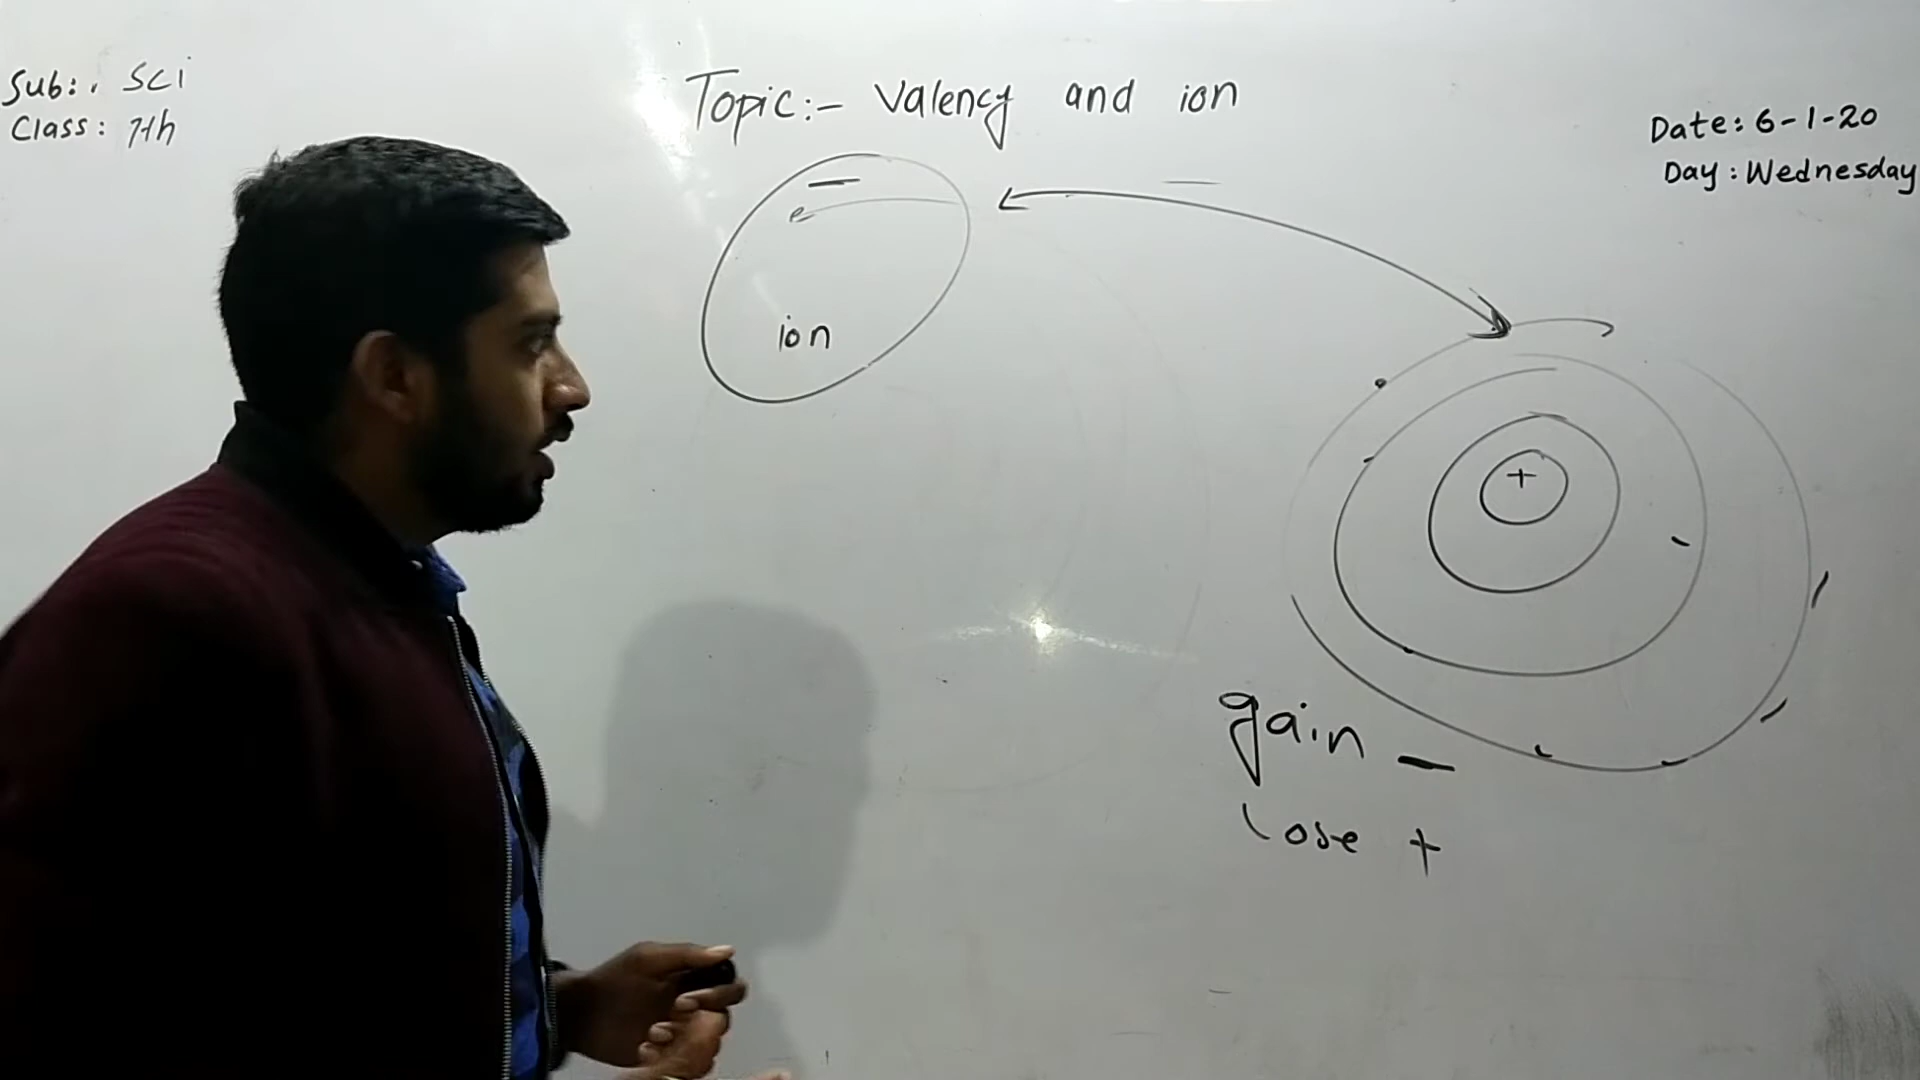 Sub:. Sci
Class: 7th
Topic:- Valency and ion
Date: 6-1-20
Day: Wednesday
—
e
ion
+
gain —
lose +